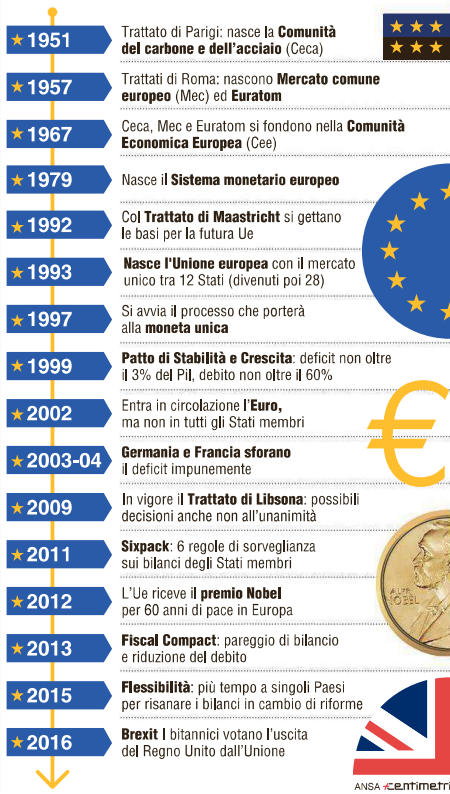 1951
Trattato di Parigi: nasce la Comunità
del carbone e dell'acciaio (Ceca)
1957
Trattati di Roma: nascono Mercato comune
europeo (Mec) ed Euratom
1967
Ceca, Mec e Euratom si fondono nella Comunità
Economica Europea (Cee)
1979
Nasce il Sistema monetario europeo
1992
Col Trattato di Maastricht si gettano
le basi per la futura Ue
1993
Nasce l'Unione europea con il mercato
unico tra 12 Stati (divenuti poi 28)
1997
Si avvia il processo che porterà
alla moneta unica
1999
Patto di Stabilità e Crescita: deficit non oltre
il 3% del Pil, debito non oltre il 60%
2002
Entra in circolazione l'Euro,
ma non in tutti gli Stati membri
€
2003-04
Germania e Francia sforano
il deficit impunemente
2009
In vigore il Trattato di Libsona: possibili
decisioni anche non all'unanimità
2011
Sixpack: 6 regole di sorveglianza
sui bilanci degli Stati membri
2012
L'Ue riceve il premio Nobel
per 60 anni di pace in Europa
ALFR
NOBEL
2013
Fiscal Compact: pareggio di bilancio
e riduzione del debito
2015
Flessibilità: più tempo a singoli Paesi
per risanare i bilanci in cambio di riforme
2016
Brexit I bitannici votano l'uscita
del Regno Unito dall'Unione
ANSA centimetri